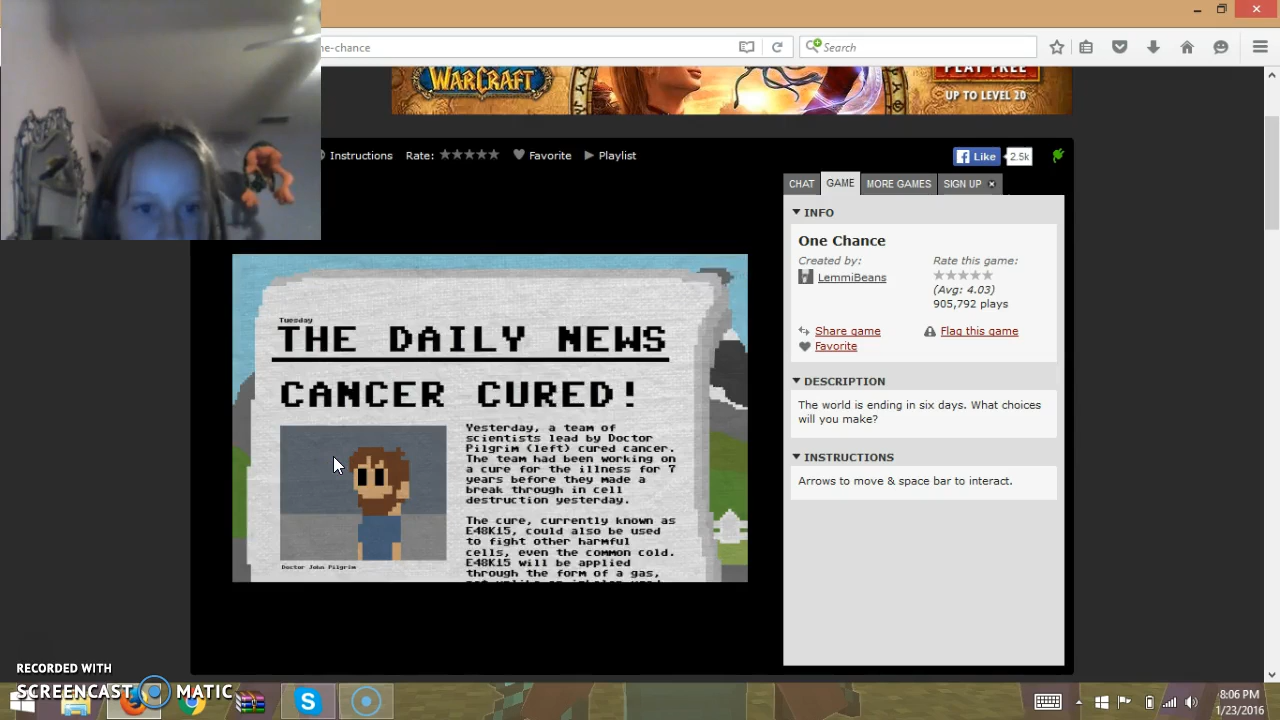 ne-chance
Search
WARCRAFT
PLAY FREE
UP TO LEVEL 20
Instructions Rate: Favorite Playlist
Like 2.5k
CHAT GAME MORE GAMES SIGN UP ×
INFO
One Chance
Created by:
LemmiBeans
Rate this game:
(Avg: 4.03)
905,792 plays
Share game Flag this game
Favorite
DESCRIPTION
The world is ending in six days. What choices
will you make?
INSTRUCTIONS
Arrows to move & space bar to interact.
Tuesday
THE DAILY NEWS
CANCER CURED!
Yesterday, a team of
scientists lead by Doctor
Pilgrim (left) cured cancer.
The team had been working on
a cure for the illness for 7
years before they made a
break through in cell
destruction yesterday.
The cure, currently known as
E48K15, could also be used
to fight other harmful
cells, even the common cold.
E48K15 will be applied
through the form of a gas,
Doctor John Pilgrim
RECORDED WITH
SCREENCAST MATIC
8:06 PM
1/23/2016